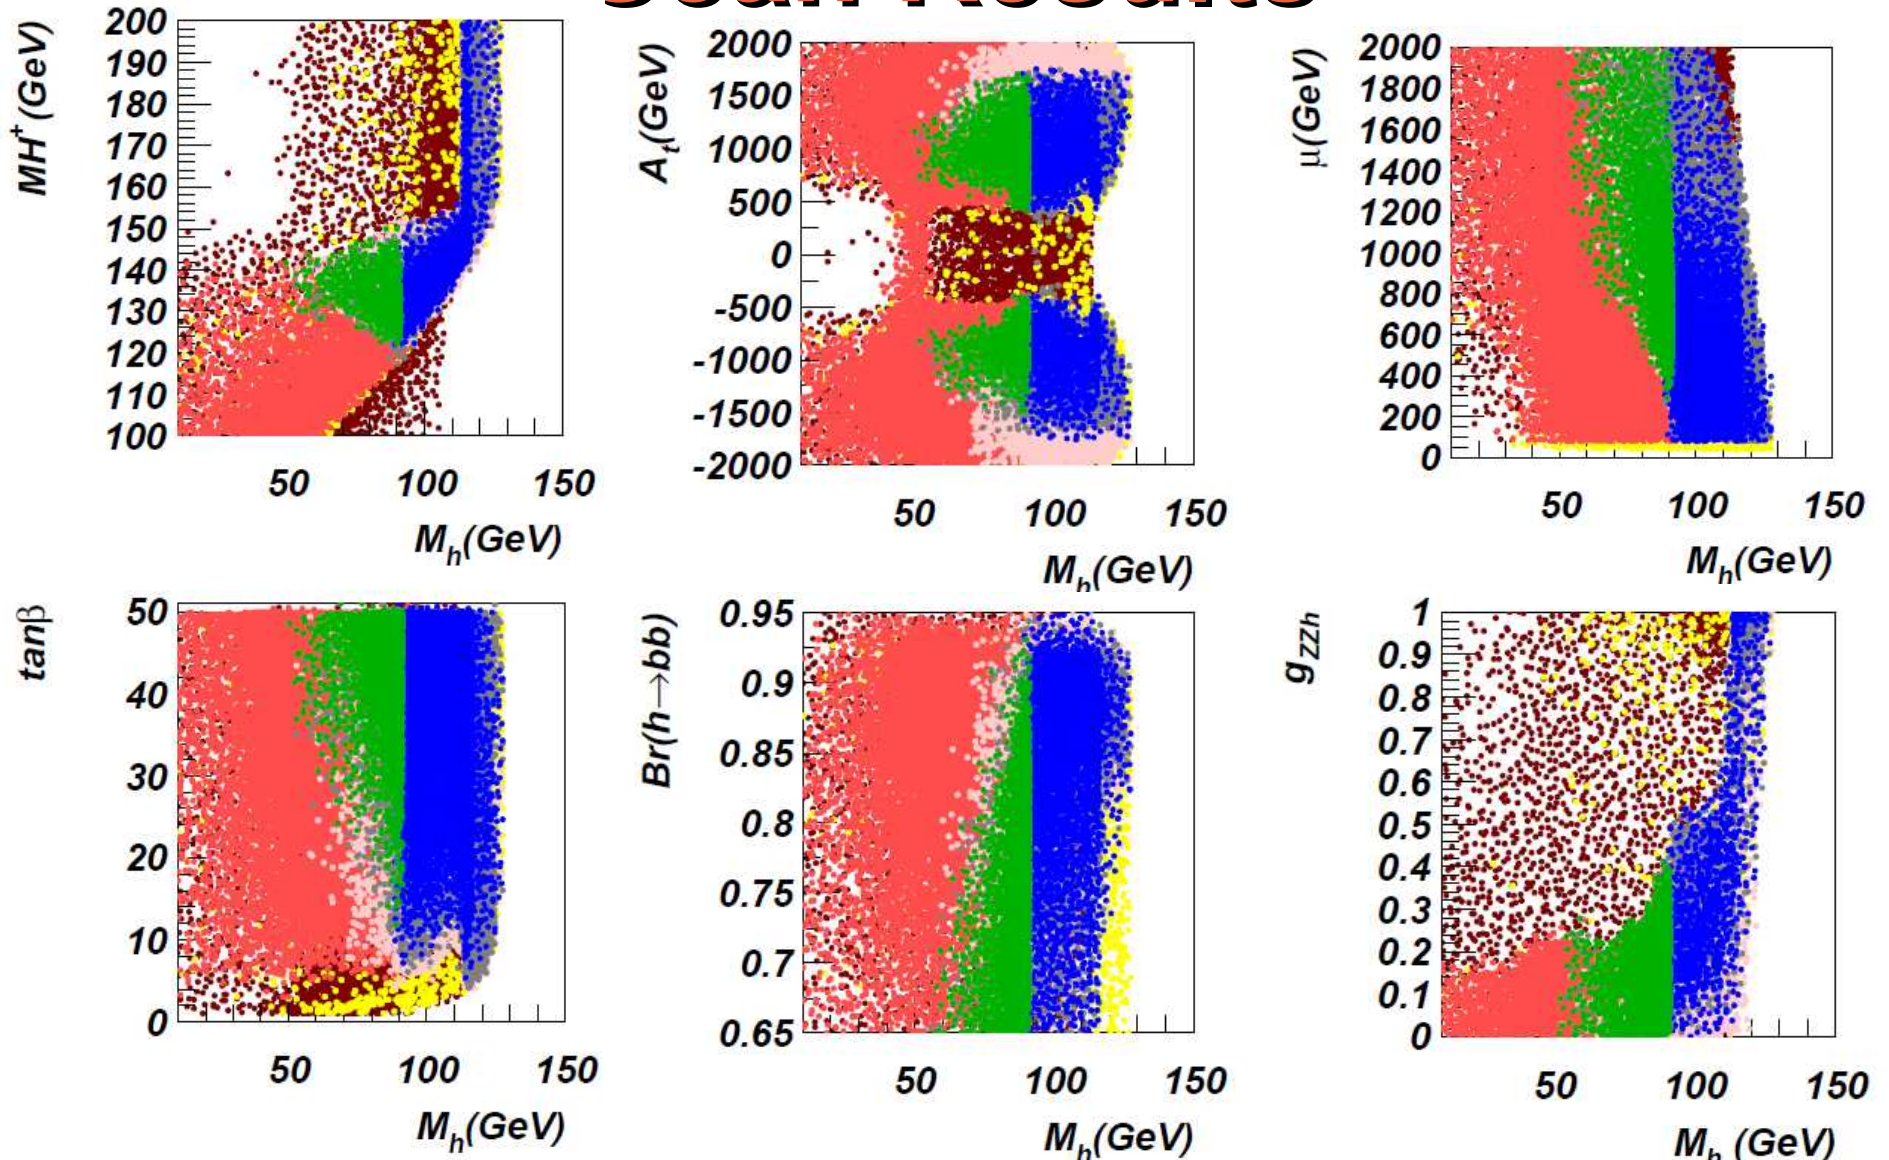 Scan Results
MH+(GeV)
200
190
180
170
160
150
140
130
120
110
100
50 100 150
Mh(GeV)
At(GeV)
2000
1500
1000
500
0
-500
-1000
-1500
-2000
50 100 150
Mh(GeV)
μ(GeV)
2000
1800
1600
1400
1200
1000
800
600
400
200
0
50 100 150
Mh(GeV)
tanβ
50
40
30
20
10
0
50 100 150
Mh(GeV)
Br(h→bb)
0.95
0.9
0.85
0.8
0.75
0.7
0.65
50 100 150
Mh(GeV)
gZZh
1
0.9
0.8
0.7
0.6
0.5
0.4
0.3
0.2
0.1
0
50 100 150
Mh (GeV)